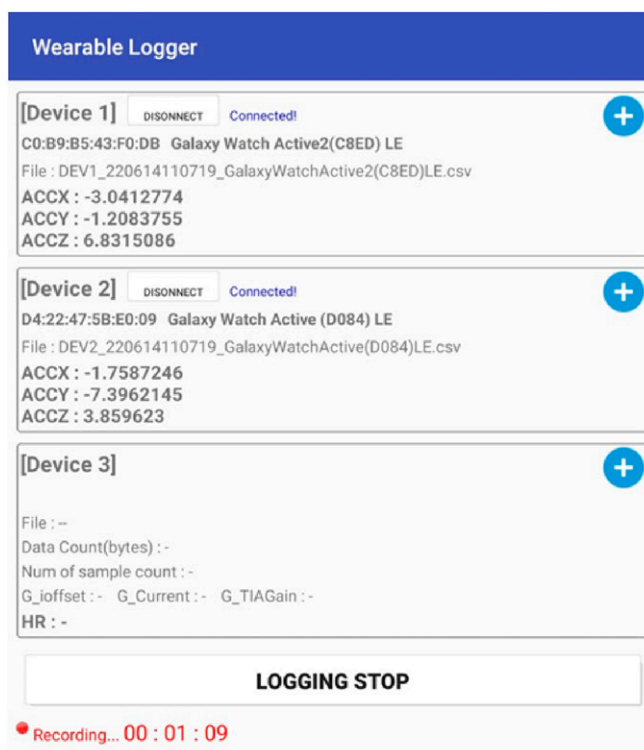 Wearable Logger
[Device 1] DISONNECT Connected!
C0:B9:B5:43:F0:DB Galaxy Watch Active2(C8ED) LE
File : DEV1_220614110719_GalaxyWatchActive2(C8ED)LE.csv
ACCX : -3.0412774
ACCY : -1.2083755
ACCZ : 6.8315086
[Device 2] DISONNECT Connected!
D4:22:47:5B:E0:09 Galaxy Watch Active (D084) LE
File : DEV2_220614110719_GalaxyWatchActive(D084)LE.csv
ACCX : -1.7587246
ACCY : -7.3962145
ACCZ : 3.859623
[Device 3]
File : --
Data Count(bytes) : -
Num of sample count : -
G_ioffset : - G_Current : - G_TIAGain : -
HR : -
LOGGING STOP
Recording... 00 : 01 : 09